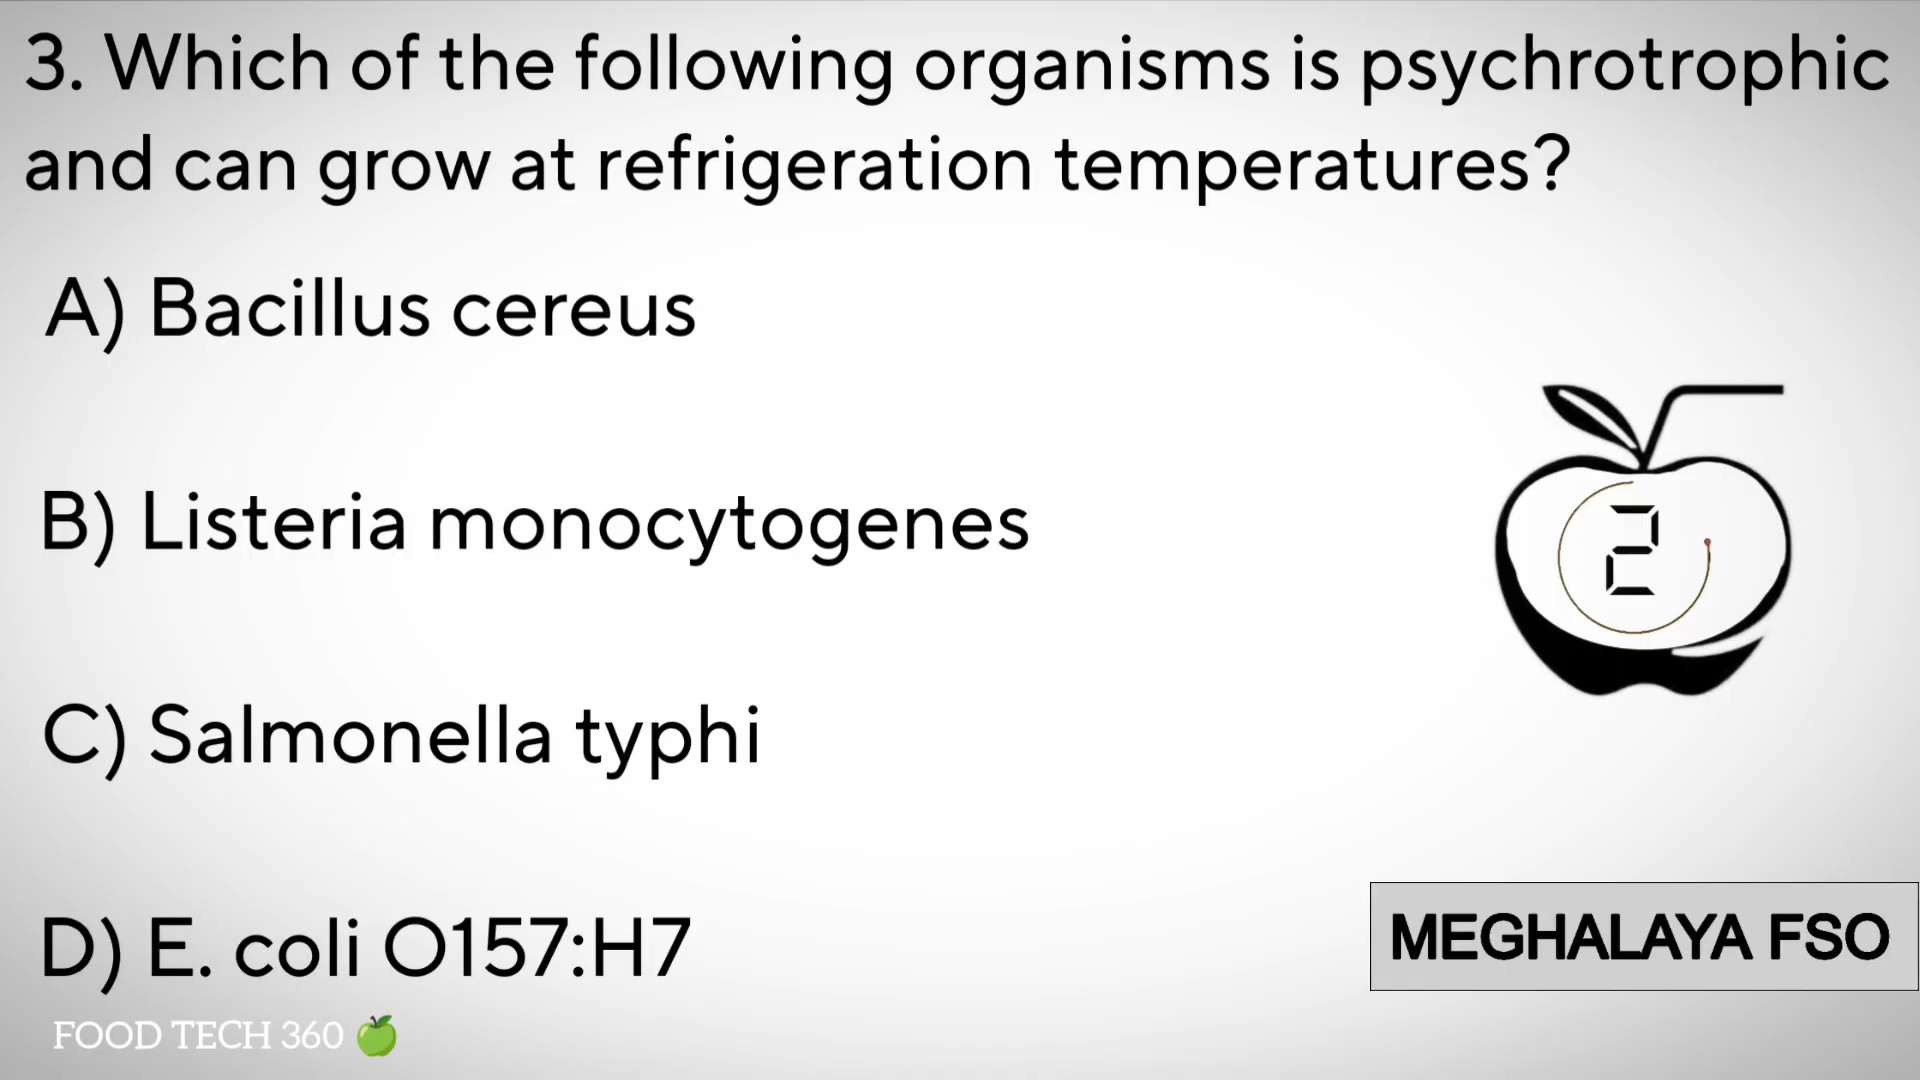 3. Which of the following organisms is psychrotrophic
and can grow at refrigeration temperatures?
A) Bacillus cereus
B) Listeria monocytogenes
2
C) Salmonella typhi
D) E. coli O157:H7
MEGHALAYA FSO
FOOD TECH 360